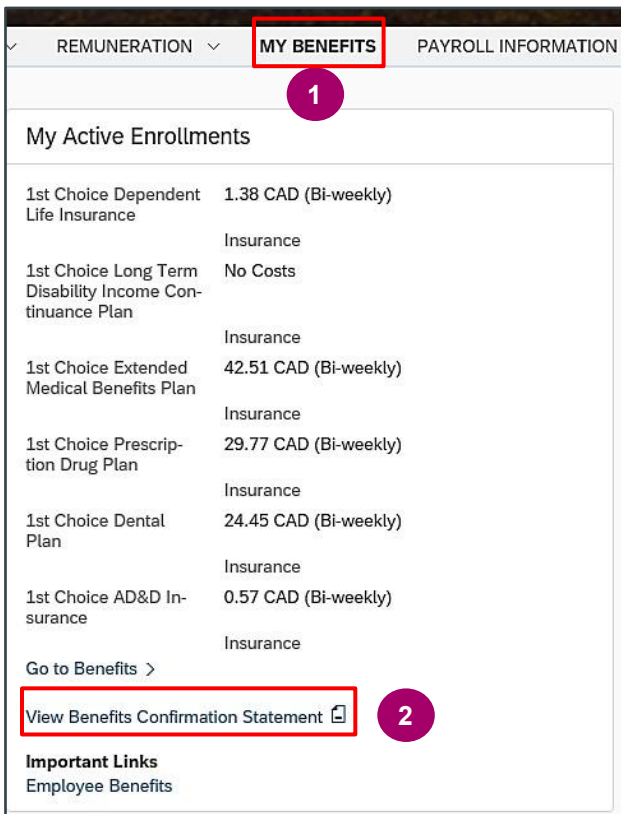 REMUNERATION MY BENEFITS PAYROLL INFORMATION
1
My Active Enrollments
1st Choice Dependent 1.38 CAD (Bi-weekly)
Life Insurance
Insurance
1st Choice Long Term No Costs
Disability Income Con-
tinuance Plan
Insurance
1st Choice Extended 42.51 CAD (Bi-weekly)
Medical Benefits Plan
Insurance
1st Choice Prescrip- 29.77 CAD (Bi-weekly)
tion Drug Plan
Insurance
1st Choice Dental 24.45 CAD (Bi-weekly)
Plan
Insurance
1st Choice AD&D In- 0.57 CAD (Bi-weekly)
surance
Insurance
Go to Benefits >
View Benefits Confirmation Statement 2
Important Links
Employee Benefits